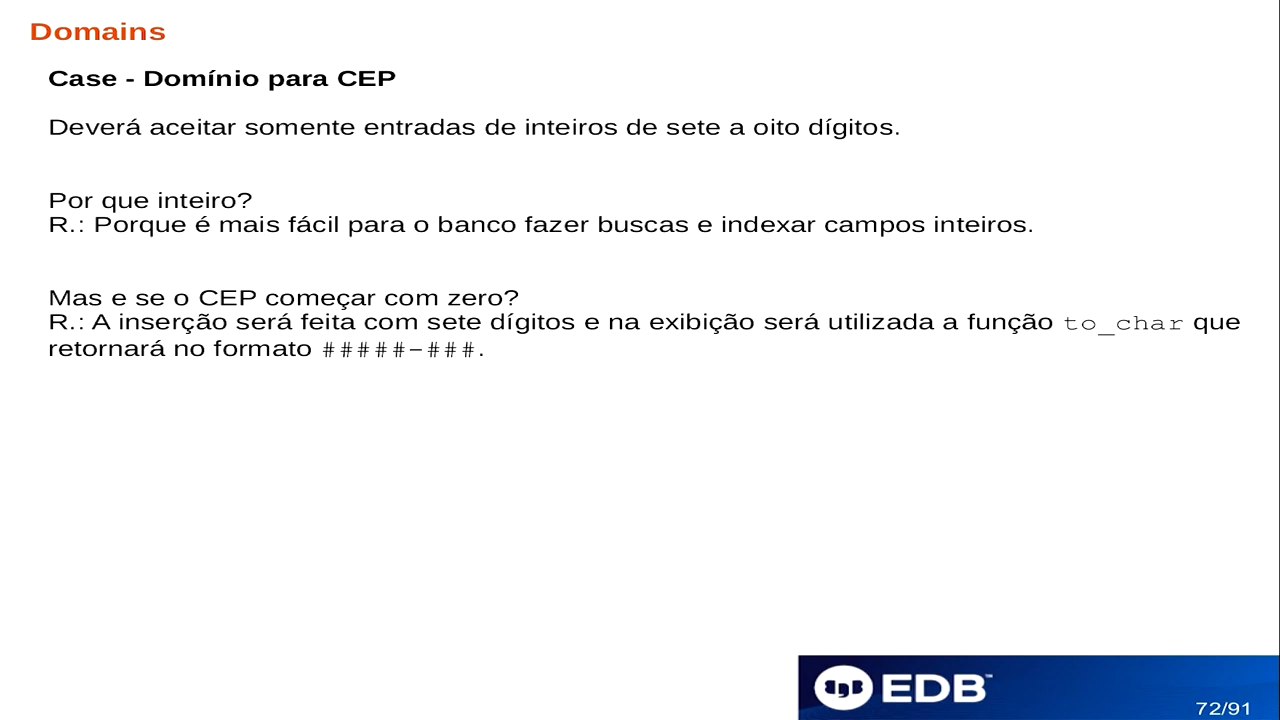 Domains
Case - Domínio para CEP
Deverá aceitar somente entradas de inteiros de sete a oito dígitos.
Por que inteiro?
R.: Porque é mais fácil para o banco fazer buscas e indexar campos inteiros.
Mas e se o CEP começar com zero?
R.: A inserção será feita com sete dígitos e na exibição será utilizada a função to_char que
retornará no formato #####-###.
EDB™
72/91